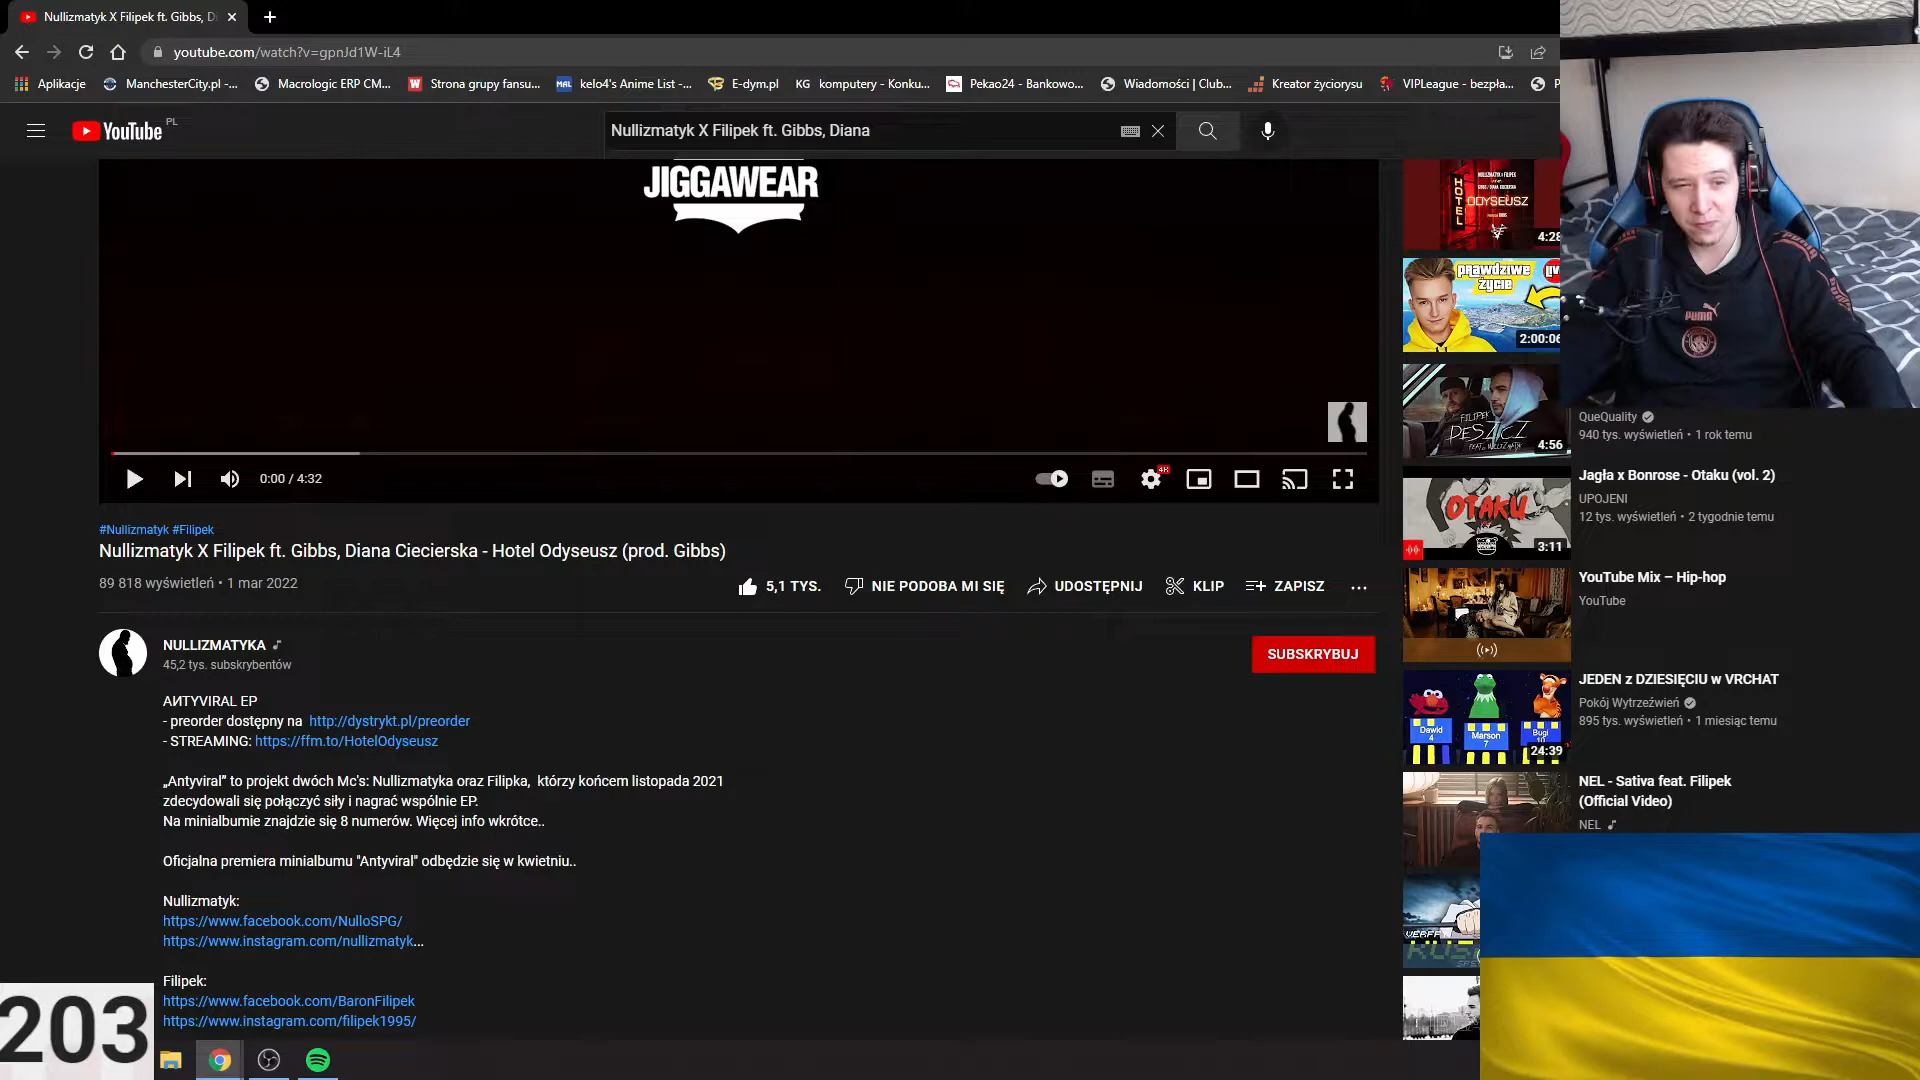 Nullizmatyk X Filipek ft. Gibbs, D
youtube.com/watch?v=gpnJd1W-iL4
Aplikacje
ManchesterCity.pl -...
Macrologic ERP CM...
Strona grupy fansu...
MAL
kelo4's Anime List -...
E-dym.pl
KG
komputery - Konku...
Pekao24 - Bankowo...
Wiadomości | Club...
Kreator życiorysu
VIPLeague - bezpła...
P
YouTube
PL
Nullizmatyk X Filipek ft. Gibbs, Diana
JIGGAWEAR
HOTEL
ODYSEUSZ
4:28
prawdziwe
życie
2:00:06
FILIPEK
DESZCZ
4:56
QueQuality
940 tys. wyświetleń • 1 rok temu
0:00 / 4:32
4K
Jagła x Bonrose - Otaku (vol. 2)
UPOJENI
12 tys. wyświetleń • 2 tygodnie temu
OTAKU
3:11
#Nullizmatyk #Filipek
Nullizmatyk X Filipek ft. Gibbs, Diana Ciecierska - Hotel Odyseusz (prod. Gibbs)
89 818 wyświetleń • 1 mar 2022
5,1 TYS.
NIE PODOBA MI SIĘ
UDOSTĘPNIJ
KLIP
ZAPISZ
YouTube Mix – Hip-hop
YouTube
NULLIZMATYKA
45,2 tys. subskrybentów
SUBSKRYBUJ
JEDEN z DZIESIĘCIU w VRCHAT
Pokój Wytrzeźwień
895 tys. wyświetleń • 1 miesiąc temu
Dawid
4
Marson
7
Bugi
10
24:39
AИTYVIRAL EP
- preorder dostępny na http://dystrykt.pl/preorder
- STREAMING: https://ffm.to/HotelOdyseusz
„Antyviral” to projekt dwóch Mc's: Nullizmatyka oraz Filipka, którzy końcem listopada 2021
zdecydowali się połączyć siły i nagrać wspólnie EP.
Na minialbumie znajdzie się 8 numerów. Więcej info wkrótce..
Oficjalna premiera minialbumu "Antyviral" odbędzie się w kwietniu..
NEL - Sativa feat. Filipek
(Official Video)
NEL
Nullizmatyk:
https://www.facebook.com/NulloSPG/
https://www.instagram.com/nullizmatyk...
Filipek:
https://www.facebook.com/BaronFilipek
https://www.instagram.com/filipek1995/
203
PUMA